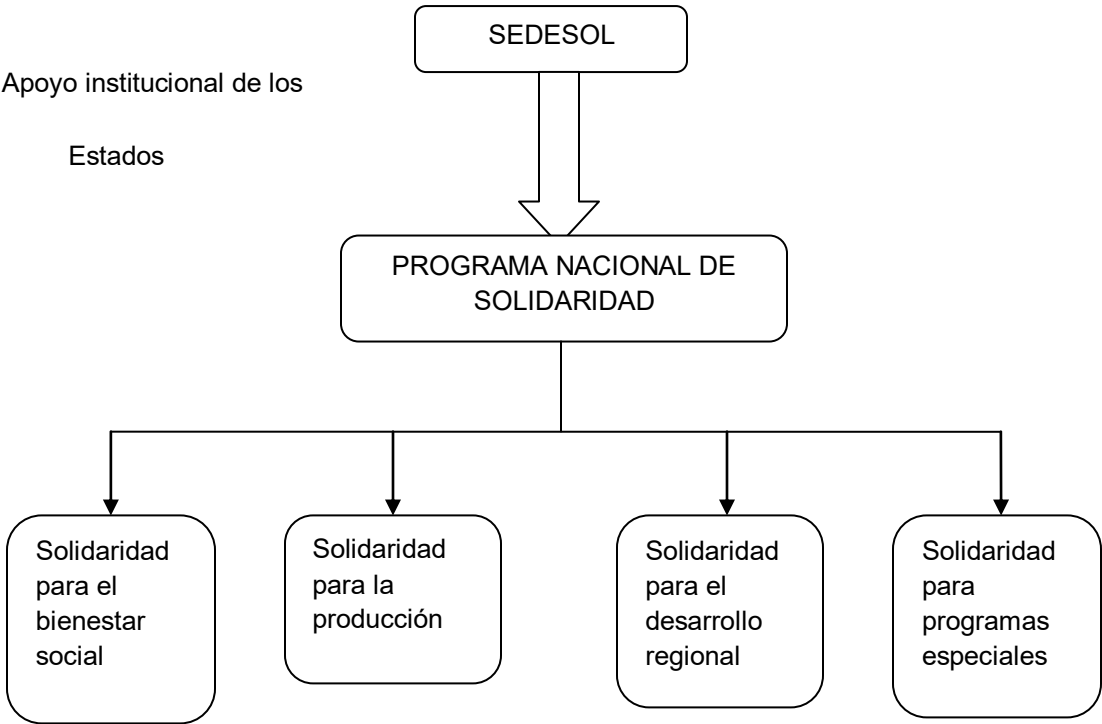 SEDESOL
Apoyo institucional de los
Estados
PROGRAMA NACIONAL DE
SOLIDARIDAD
Solidaridad
para el
bienestar
social
Solidaridad
para la
producción
Solidaridad
para el
desarrollo
regional
Solidaridad
para
programas
especiales